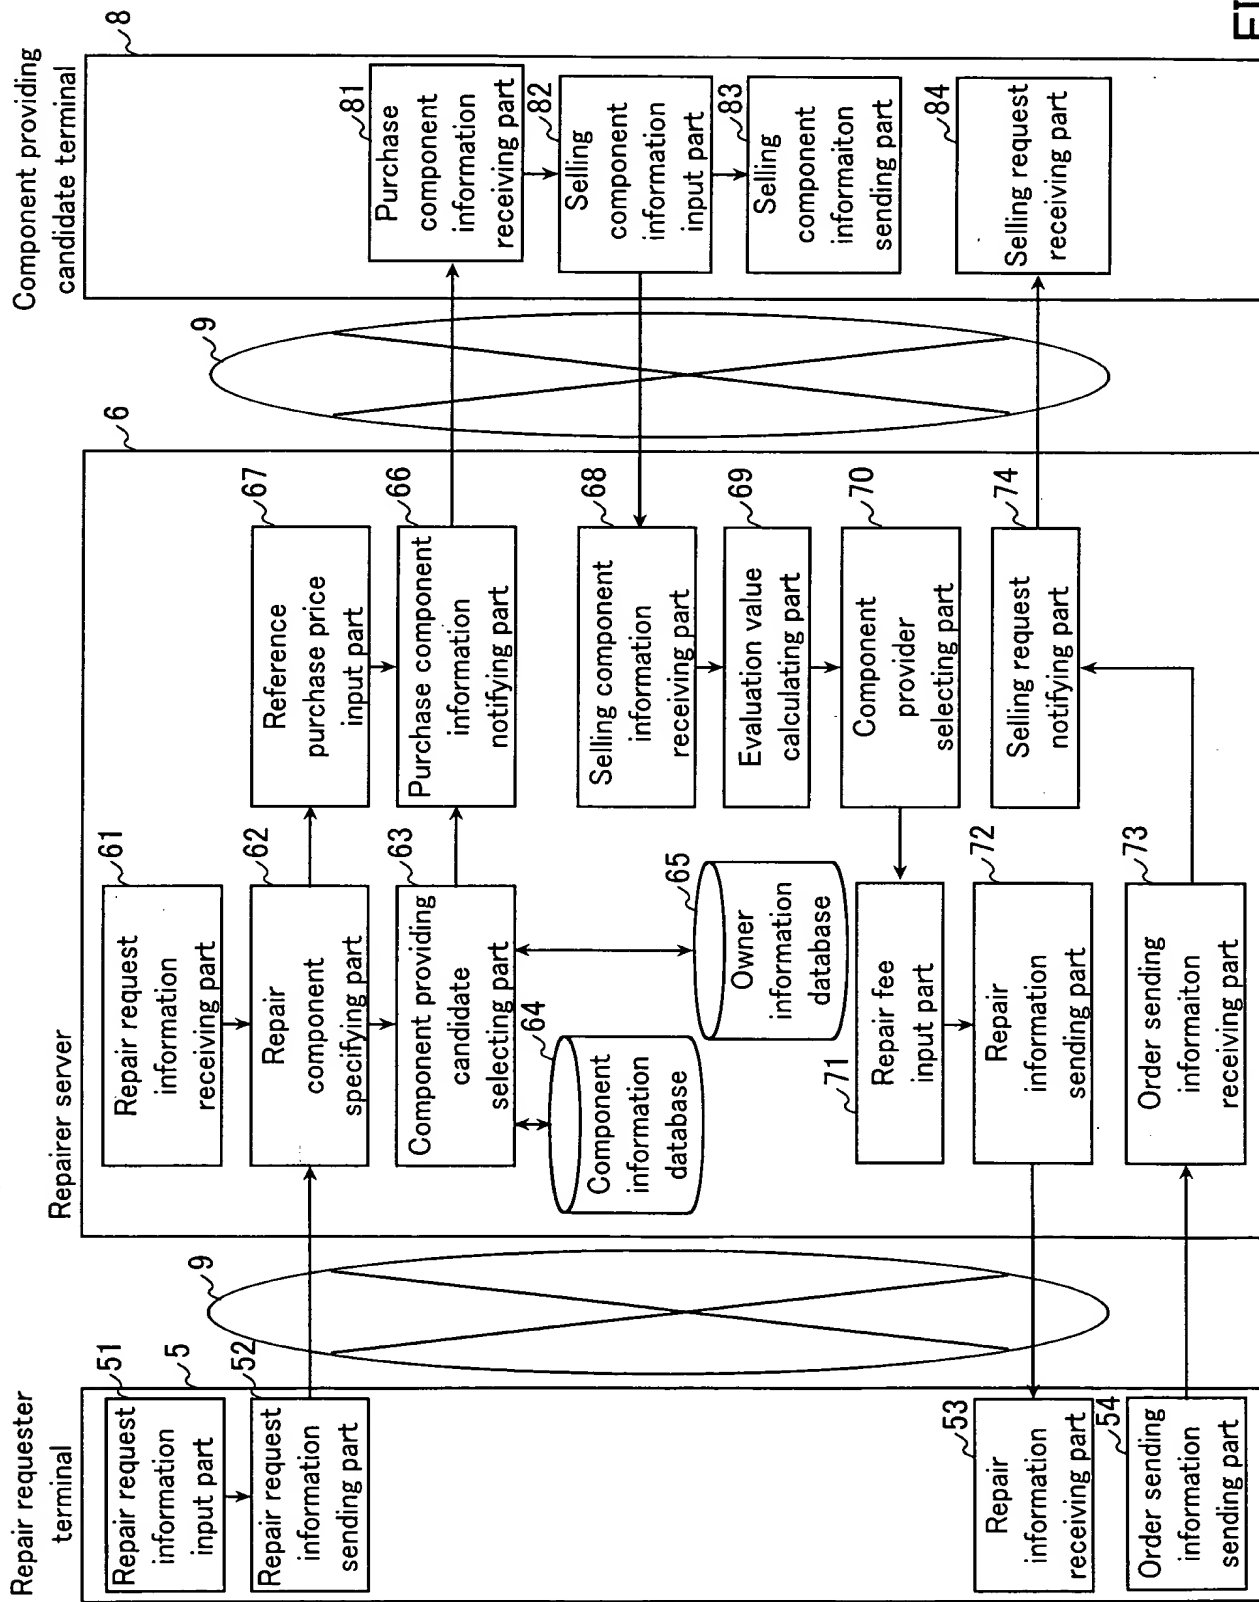 Repair requester
terminal
51
Repair request
information
input part
5
52
Repair request
information
sending part
53
Repair
information
receiving part
54
Order sending
information
sending part
9
Repairer server
6
61
Repair request
information
receiving part
62
Repair
component
specifying part
63
Component providing
candidate
selecting part
64
Component
information
database
65
Owner
information
database
71
Repair fee
input part
72
Repair
information
sending part
73
Order sending
informaiton
receiving part
67
Reference
purchase price
input part
66
Purchase component
information
notifying part
68
Selling component
information
receiving part
69
Evaluation value
calculating part
70
Component
provider
selecting part
74
Selling request
notifying part
9
Component providing
candidate terminal
8
81
Purchase
component
information
receiving part
82
Selling
component
information
input part
83
Selling
component
informaiton
sending part
84
Selling request
receiving part